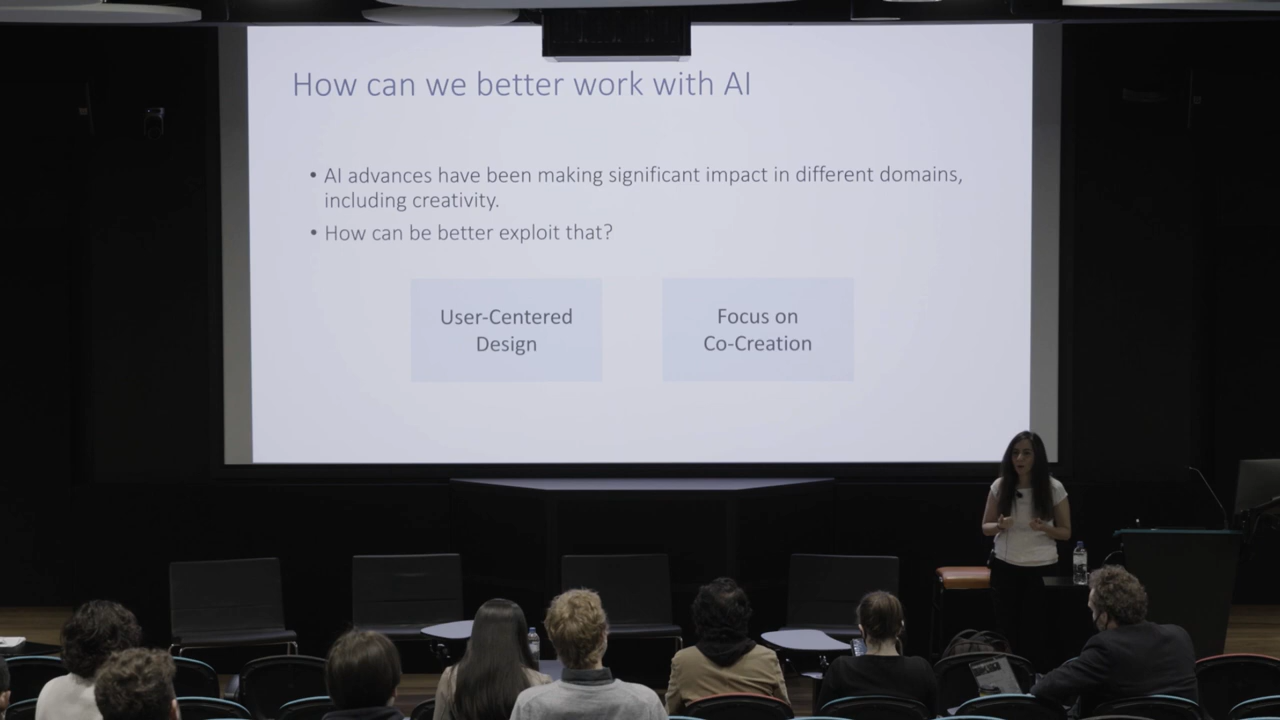 How can we better work with AI
• AI advances have been making significant impact in different domains,
including creativity.
• How can be better exploit that?
User-Centered
Design
Focus on
Co-Creation